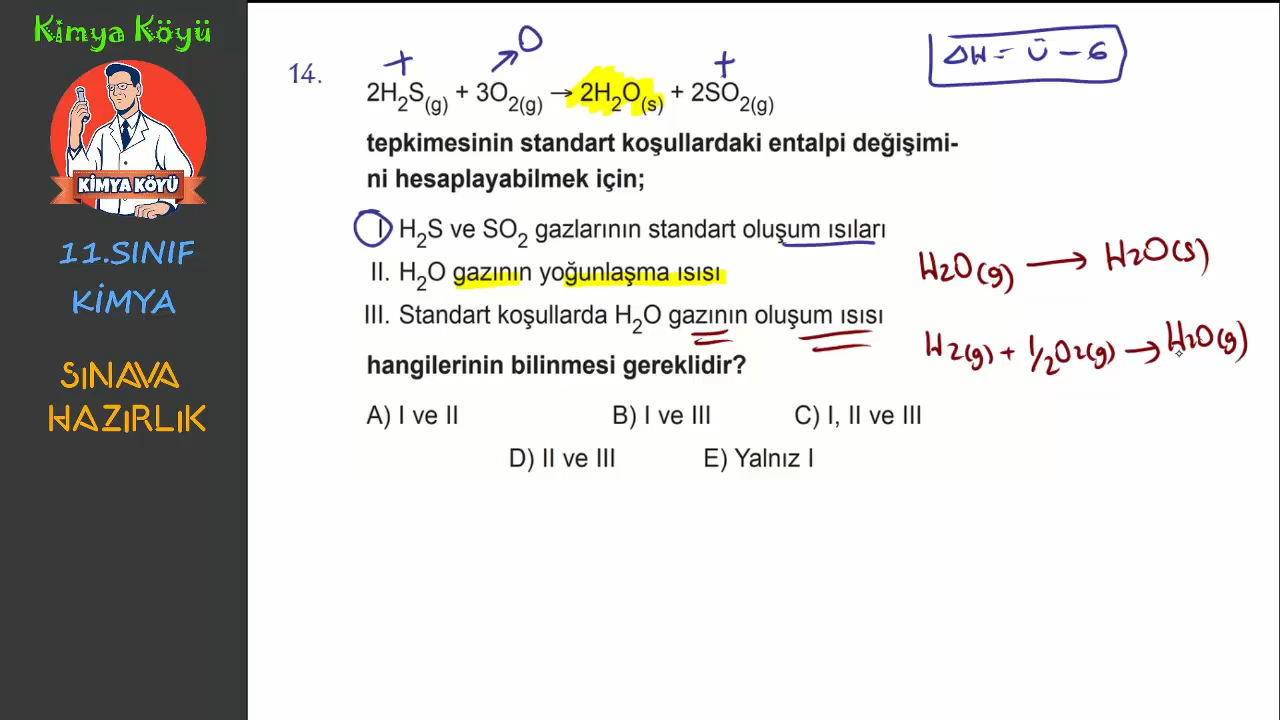 Kimya Köyü
KİMYA KÖYÜ
11.SINIF
KİMYA
SINAVA
HAZIRLIK
ΔH = Ü - G
+ O +
14.
2H₂S(g) + 3O₂(g) → 2H₂O(s) + 2SO₂(g)
tepkimesinin standart koşullardaki entalpi değişimi-
ni hesaplayabilmek için;
I. H₂S ve SO₂ gazlarının standart oluşum ısıları
II. H₂O gazının yoğunlaşma ısısı
III. Standart koşullarda H₂O gazının oluşum ısısı
hangilerinin bilinmesi gereklidir?
A) I ve II B) I ve III C) I, II ve III
D) II ve III E) Yalnız I
H₂O(g) → H₂O(s)
H₂(g) + 1/2O₂(g) → H₂O(g)